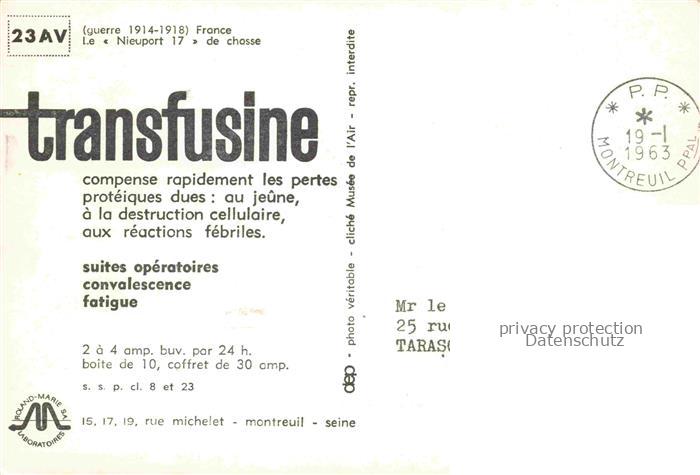 23AV
(guerre 1914-1918) France
Le « Nieuport 17 » de chasse
transfusine
compense rapidement les pertes
protéiques dues : au jeûne,
à la destruction cellulaire,
aux réactions fébriles.
suites opératoires
convalescence
fatigue
2 à 4 amp. buv. par 24 h.
boite de 10, coffret de 30 amp.
s. s. p. cl. 8 et 23
ROLAND-MARIE SA
LABORATOIRES
15, 17, 19, rue michelet - montreuil - seine
dep - photo véritable - cliché Musée de l'Air - repr. interdite
* P.P. *
*
19-1
1963
MONTREUIL PPAL
Mr le
25 rue
privacy protection
Datenschutz